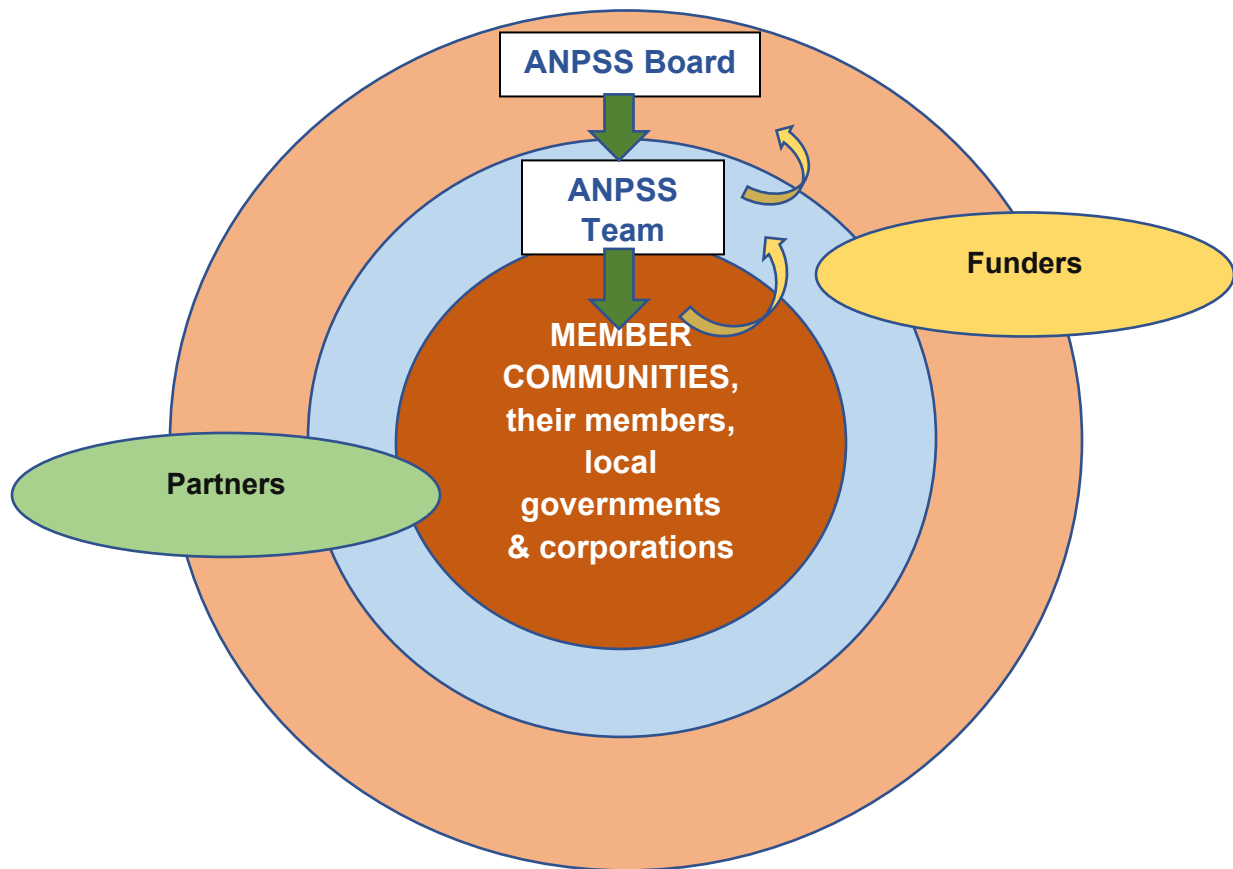 ANPSS Board
ANPSS
Team
Funders
MEMBER
COMMUNITIES,
their members,
local
governments
& corporations
Partners